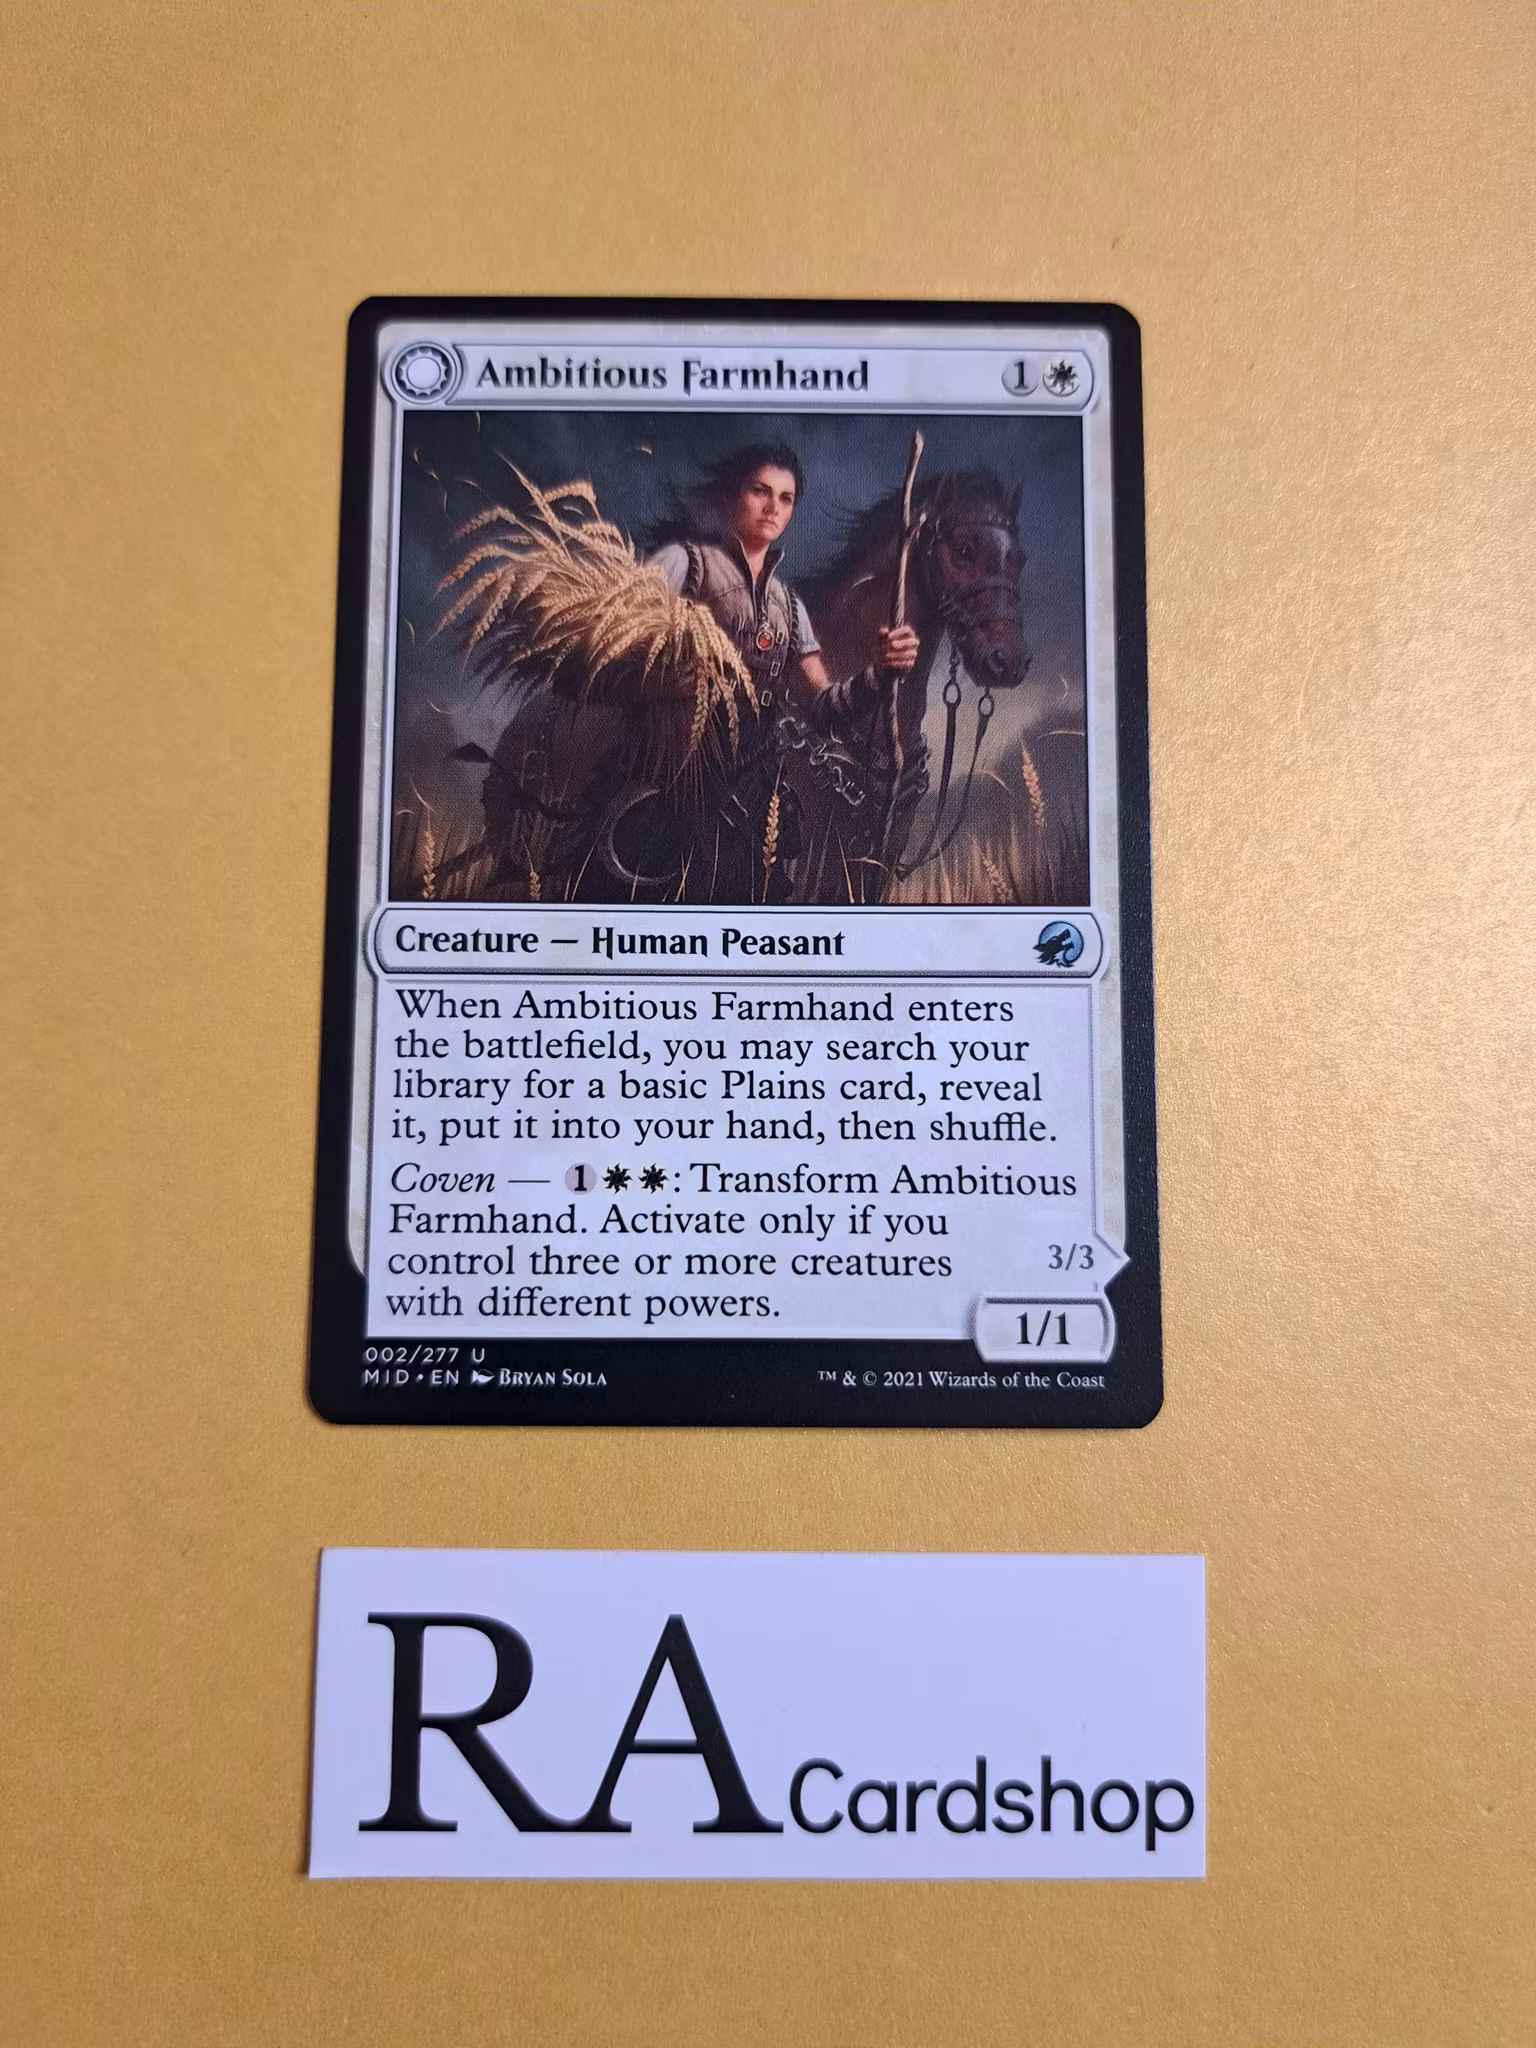 Ambitious Farmhand 1
Creature — Human Peasant
When Ambitious Farmhand enters
the battlefield, you may search your
library for a basic Plains card, reveal
it, put it into your hand, then shuffle.
Coven — 1 : Transform Ambitious
Farmhand. Activate only if you
control three or more creatures
with different powers.
3/3
1/1
002/277 U
MID • EN BRYAN SOLA
™ & © 2021 Wizards of the Coast
RA Cardshop